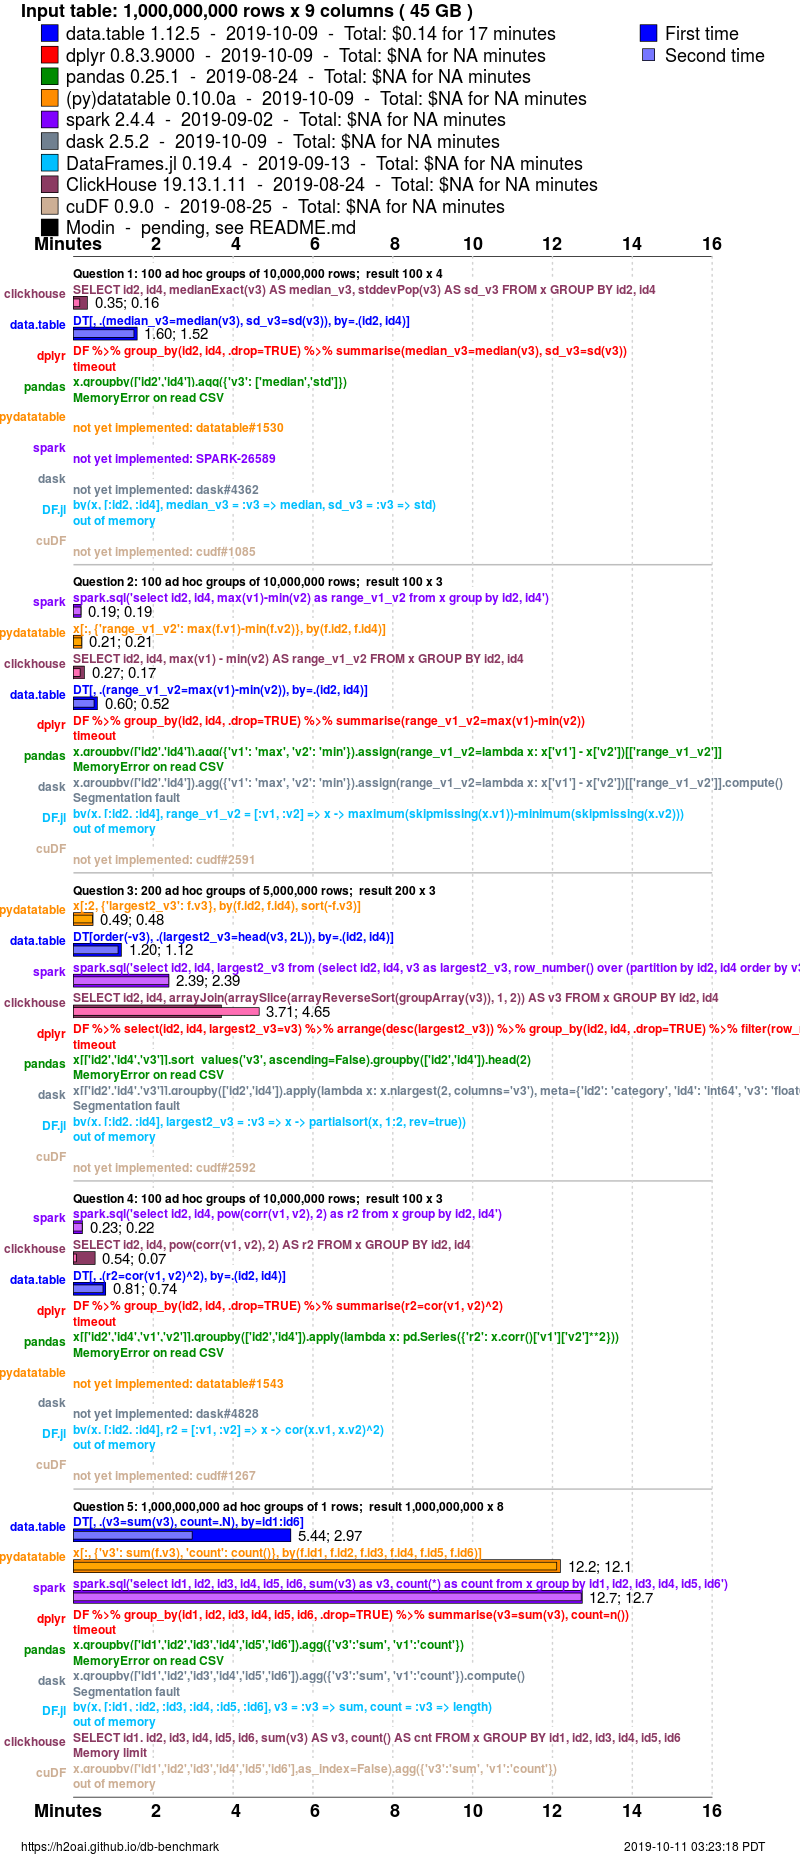 Input table: 1,000,000,000 rows x 9 columns ( 45 GB )
data.table 1.12.5 - 2019-10-09 - Total: $0.14 for 17 minutes
First time
dplyr 0.8.3.9000 - 2019-10-09 - Total: $NA for NA minutes
Second time
pandas 0.25.1 - 2019-08-24 - Total: $NA for NA minutes
(py)datatable 0.10.0a - 2019-10-09 - Total: $NA for NA minutes
spark 2.4.4 - 2019-09-02 - Total: $NA for NA minutes
dask 2.5.2 - 2019-10-09 - Total: $NA for NA minutes
DataFrames.jl 0.19.4 - 2019-09-13 - Total: $NA for NA minutes
ClickHouse 19.13.1.11 - 2019-08-24 - Total: $NA for NA minutes
cuDF 0.9.0 - 2019-08-25 - Total: $NA for NA minutes
Modin - pending, see README.md
Minutes 2 4 6 8 10 12 14 16
Question 1: 100 ad hoc groups of 10,000,000 rows; result 100 x 4
clickhouse SELECT id2, id4, medianExact(v3) AS median_v3, stddevPop(v3) AS sd_v3 FROM x GROUP BY id2, id4
0.35; 0.16
data.table DT[, .(median_v3=median(v3), sd_v3=sd(v3)), by=.(id2, id4)]
1.60; 1.52
dplyr DF %>% group_by(id2, id4, .drop=TRUE) %>% summarise(median_v3=median(v3), sd_v3=sd(v3))
timeout
pandas x.groupby(['id2','id4']).agg({'v3': ['median','std']})
MemoryError on read CSV
pydatatable
not yet implemented: datatable#1530
spark
not yet implemented: SPARK-26589
dask
not yet implemented: dask#4362
DF.jl by(x, [:id2, :id4], median_v3 = :v3 => median, sd_v3 = :v3 => std)
out of memory
cuDF
not yet implemented: cudf#1085
Question 2: 100 ad hoc groups of 10,000,000 rows; result 100 x 3
spark spark.sql('select id2, id4, max(v1)-min(v2) as range_v1_v2 from x group by id2, id4')
0.19; 0.19
pydatatable x[:, {'range_v1_v2': max(f.v1)-min(f.v2)}, by(f.id2, f.id4)]
0.21; 0.21
clickhouse SELECT id2, id4, max(v1) - min(v2) AS range_v1_v2 FROM x GROUP BY id2, id4
0.27; 0.17
data.table DT[, .(range_v1_v2=max(v1)-min(v2)), by=.(id2, id4)]
0.60; 0.52
dplyr DF %>% group_by(id2, id4, .drop=TRUE) %>% summarise(range_v1_v2=max(v1)-min(v2))
timeout
pandas x.groupby(['id2','id4']).agg({'v1': 'max', 'v2': 'min'}).assign(range_v1_v2=lambda x: x['v1'] - x['v2'])[['range_v1_v2']]
MemoryError on read CSV
dask x.groupby(['id2','id4']).agg({'v1': 'max', 'v2': 'min'}).assign(range_v1_v2=lambda x: x['v1'] - x['v2'])[['range_v1_v2']].compute()
Segmentation fault
DF.jl by(x, [:id2, :id4], range_v1_v2 = [:v1, :v2] => x -> maximum(skipmissing(x.v1))-minimum(skipmissing(x.v2)))
out of memory
cuDF
not yet implemented: cudf#2591
Question 3: 200 ad hoc groups of 5,000,000 rows; result 200 x 3
pydatatable x[:2, {'largest2_v3': f.v3}, by(f.id2, f.id4), sort(-f.v3)]
0.49; 0.48
data.table DT[order(-v3), .(largest2_v3=head(v3, 2L)), by=.(id2, id4)]
1.20; 1.12
spark spark.sql('select id2, id4, largest2_v3 from (select id2, id4, v3 as largest2_v3, row_number() over (partition by id2, id4 order by v3
2.39; 2.39
clickhouse SELECT id2, id4, arrayJoin(arraySlice(arrayReverseSort(groupArray(v3)), 1, 2)) AS v3 FROM x GROUP BY id2, id4
3.71; 4.65
dplyr DF %>% select(id2, id4, largest2_v3=v3) %>% arrange(desc(largest2_v3)) %>% group_by(id2, id4, .drop=TRUE) %>% filter(row_
timeout
pandas x[['id2','id4','v3']].sort_values('v3', ascending=False).groupby(['id2','id4']).head(2)
MemoryError on read CSV
dask x[['id2','id4','v3']].groupby(['id2','id4']).apply(lambda x: x.nlargest(2, columns='v3'), meta={'id2': 'category', 'id4': 'int64', 'v3': 'float
Segmentation fault
DF.jl by(x, [:id2, :id4], largest2_v3 = :v3 => x -> partialsort(x, 1:2, rev=true))
out of memory
cuDF
not yet implemented: cudf#2592
Question 4: 100 ad hoc groups of 10,000,000 rows; result 100 x 3
spark spark.sql('select id2, id4, pow(corr(v1, v2), 2) as r2 from x group by id2, id4')
0.23; 0.22
clickhouse SELECT id2, id4, pow(corr(v1, v2), 2) AS r2 FROM x GROUP BY id2, id4
0.54; 0.07
data.table DT[, .(r2=cor(v1, v2)^2), by=.(id2, id4)]
0.81; 0.74
dplyr DF %>% group_by(id2, id4, .drop=TRUE) %>% summarise(r2=cor(v1, v2)^2)
timeout
pandas x[['id2','id4','v1','v2']].groupby(['id2','id4']).apply(lambda x: pd.Series({'r2': x.corr()['v1']['v2']**2}))
MemoryError on read CSV
pydatatable
not yet implemented: datatable#1543
dask
not yet implemented: dask#4828
DF.jl by(x, [:id2, :id4], r2 = [:v1, :v2] => x -> cor(x.v1, x.v2)^2)
out of memory
cuDF
not yet implemented: cudf#1267
Question 5: 1,000,000,000 ad hoc groups of 1 rows; result 1,000,000,000 x 8
data.table DT[, .(v3=sum(v3), count=.N), by=id1:id6]
5.44; 2.97
pydatatable x[:, {'v3': sum(f.v3), 'count': count()}, by(f.id1, f.id2, f.id3, f.id4, f.id5, f.id6)]
12.2; 12.1
spark spark.sql('select id1, id2, id3, id4, id5, id6, sum(v3) as v3, count(*) as count from x group by id1, id2, id3, id4, id5, id6')
12.7; 12.7
dplyr DF %>% group_by(id1, id2, id3, id4, id5, id6, .drop=TRUE) %>% summarise(v3=sum(v3), count=n())
timeout
pandas x.groupby(['id1','id2','id3','id4','id5','id6']).agg({'v3':'sum', 'v1':'count'})
MemoryError on read CSV
dask x.groupby(['id1','id2','id3','id4','id5','id6']).agg({'v3':'sum', 'v1':'count'}).compute()
Segmentation fault
DF.jl by(x, [:id1, :id2, :id3, :id4, :id5, :id6], v3 = :v3 => sum, count = :v3 => length)
out of memory
clickhouse SELECT id1, id2, id3, id4, id5, id6, sum(v3) AS v3, count() AS cnt FROM x GROUP BY id1, id2, id3, id4, id5, id6
Memory limit
cuDF x.groupby(['id1','id2','id3','id4','id5','id6'],as_index=False).agg({'v3':'sum', 'v1':'count'})
out of memory
Minutes 2 4 6 8 10 12 14 16
https://h2oai.github.io/db-benchmark
2019-10-11 03:23:18 PDT